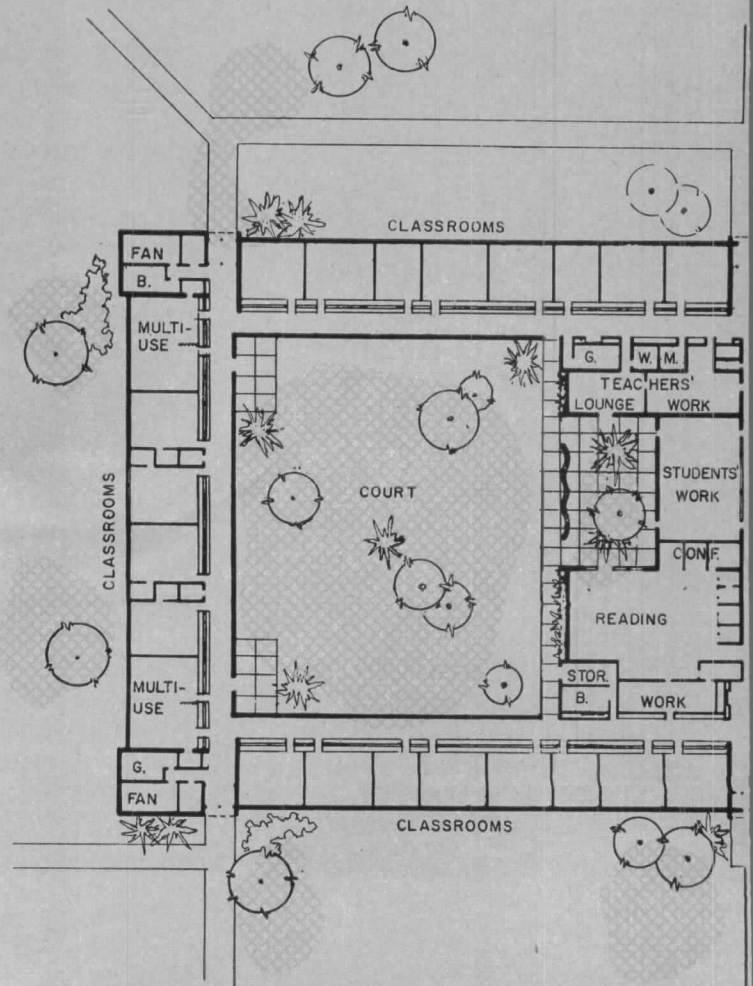 CLASSROOMS
FAN
B.
MULTI-
USE
G.
W.
M.
TEACHERS'
LOUNGE
WORK
COURT
STUDENTS'
WORK
CLASSROOMS
CONF.
READING
STOR.
B.
WORK
MULTI-
USE
G.
FAN
CLASSROOMS